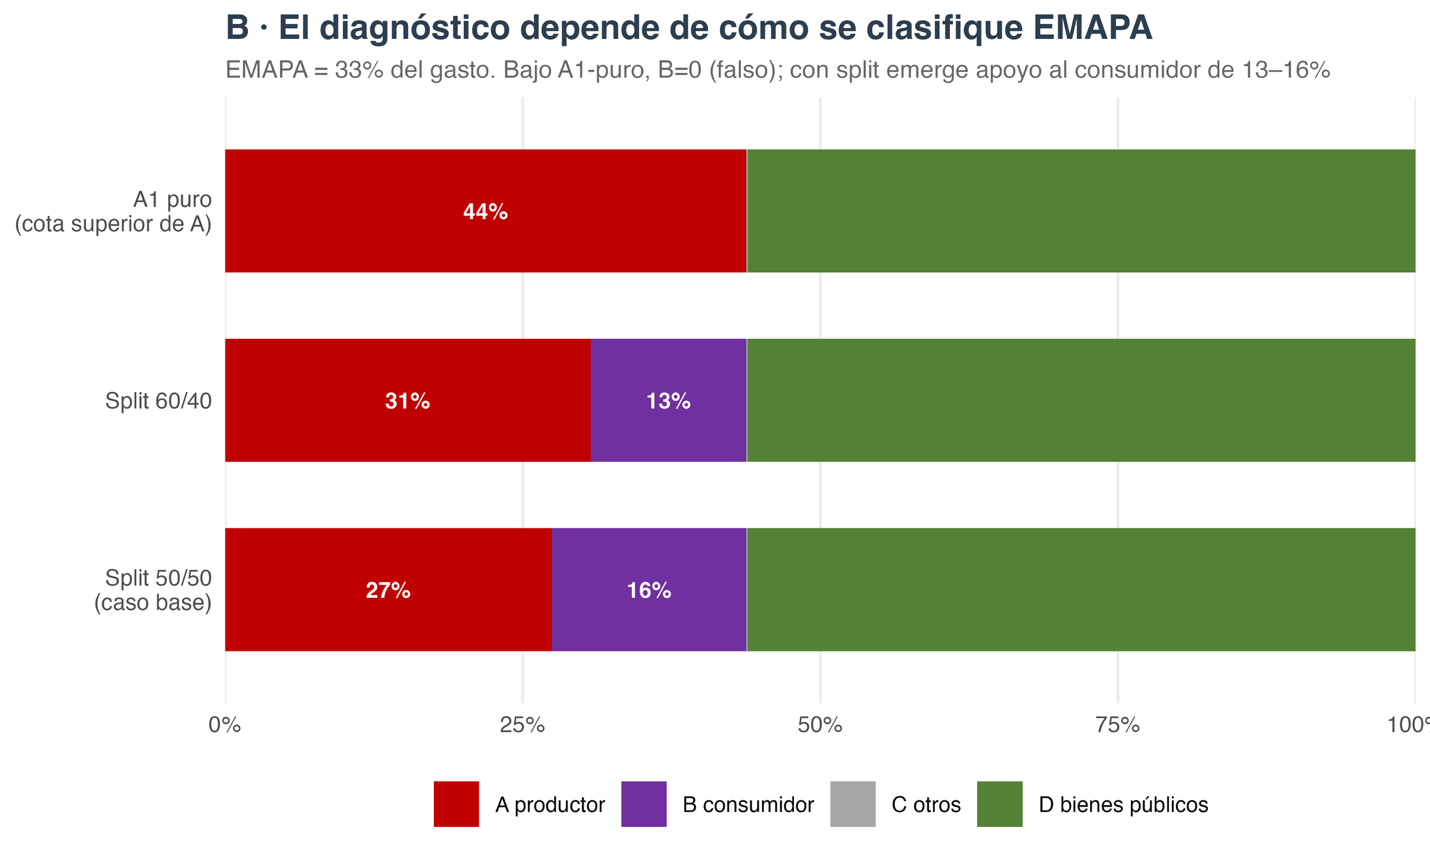 B · El diagnóstico depende de cómo se clasifique EMAPA
EMAPA = 33% del gasto. Bajo A1-puro, B=0 (falso); con split emerge apoyo al consumidor de 13–16%
A1 puro
(cota superior de A)
44%
Split 60/40
31%
13%
Split 50/50
(caso base)
27%
16%
0%
25%
50%
75%
100%
A productor
B consumidor
C otros
D bienes públicos